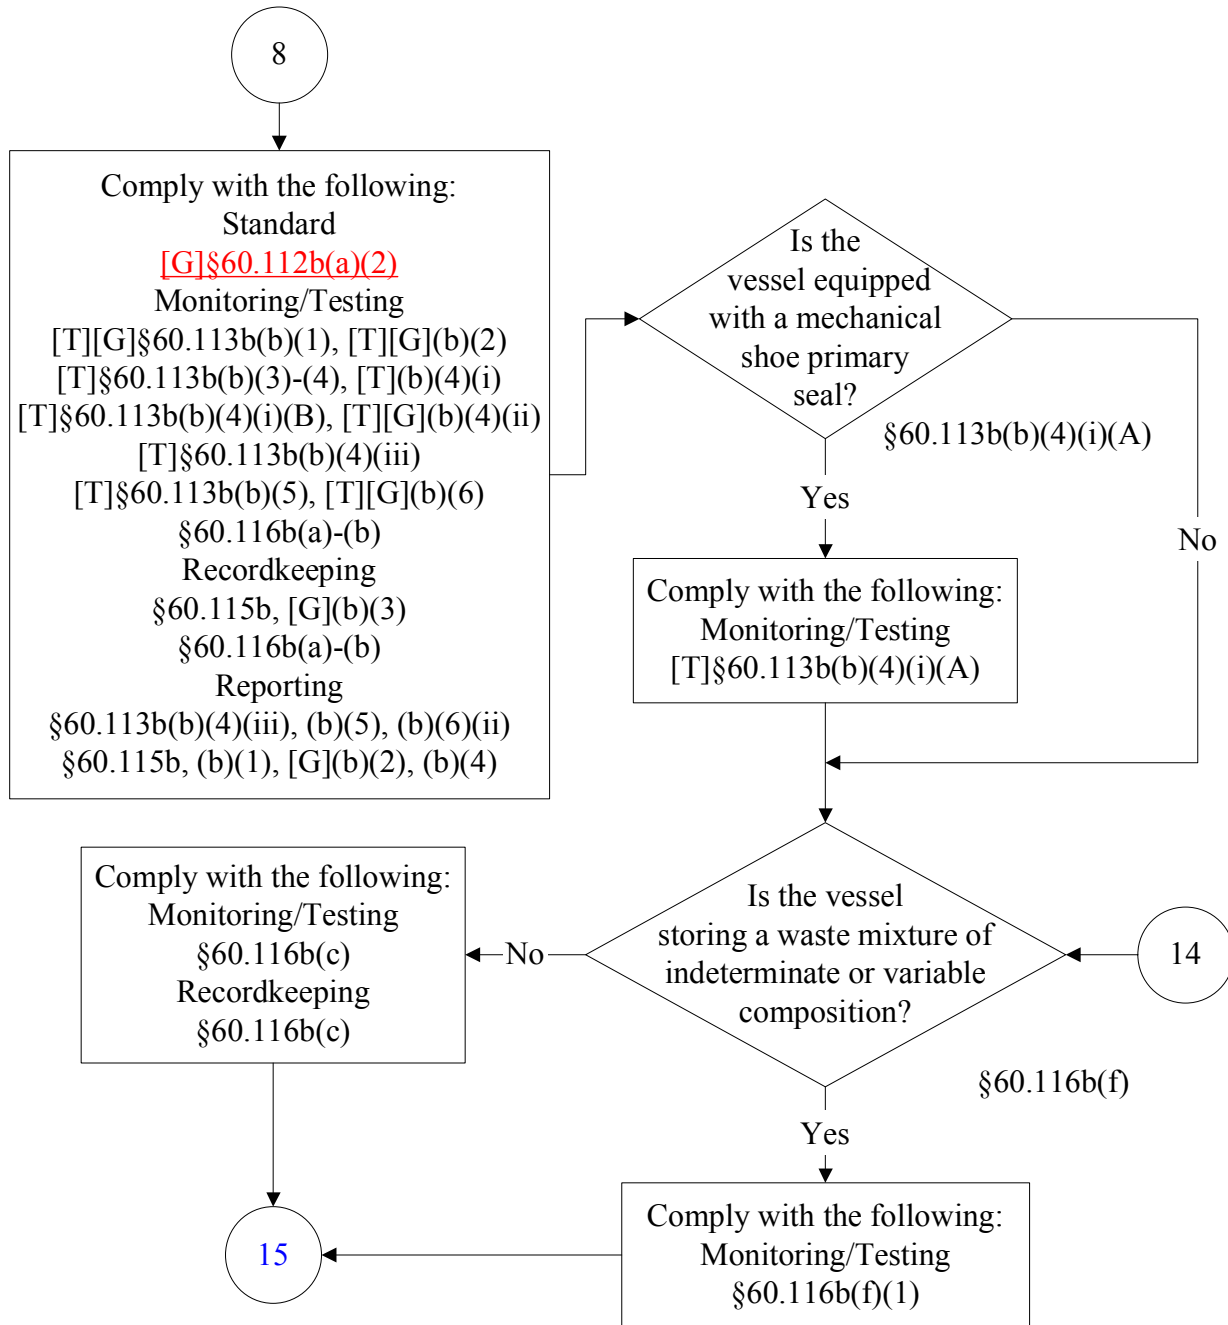 8
Comply with the following:
Standard
[G]§60.112b(a)(2)
Monitoring/Testing
[T][G]§60.113b(b)(1), [T][G](b)(2)
[T]§60.113b(b)(3)-(4), [T](b)(4)(i)
[T]§60.113b(b)(4)(i)(B), [T][G](b)(4)(ii)
[T]§60.113b(b)(4)(iii)
[T]§60.113b(b)(5), [T][G](b)(6)
§60.116b(a)-(b)
Recordkeeping
§60.115b, [G](b)(3)
§60.116b(a)-(b)
Reporting
§60.113b(b)(4)(iii), (b)(5), (b)(6)(ii)
§60.115b, (b)(1), [G](b)(2), (b)(4)
Is the
vessel equipped
with a mechanical
shoe primary
seal?
§60.113b(b)(4)(i)(A)
Yes
No
Comply with the following:
Monitoring/Testing
[T]§60.113b(b)(4)(i)(A)
Is the vessel
storing a waste mixture of
indeterminate or variable
composition?
14
§60.116b(f)
No
Comply with the following:
Monitoring/Testing
§60.116b(c)
Recordkeeping
§60.116b(c)
Yes
Comply with the following:
Monitoring/Testing
§60.116b(f)(1)
15